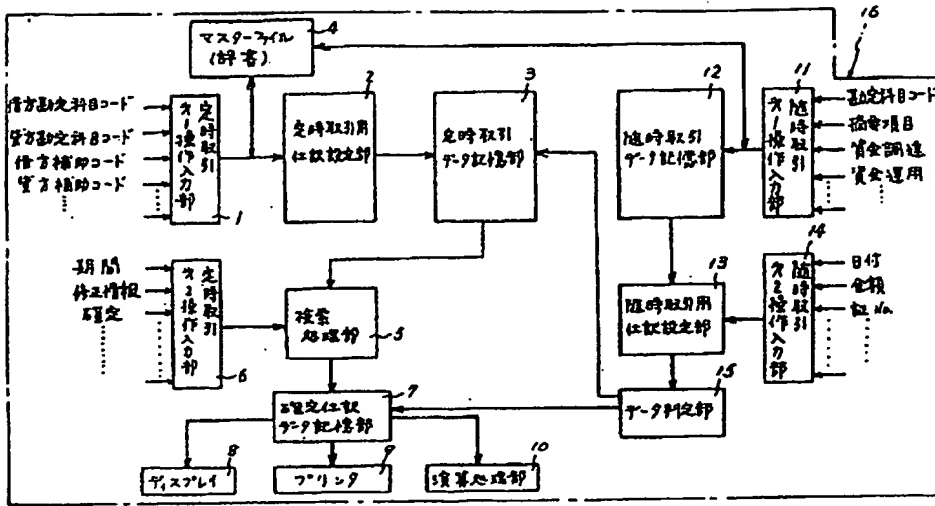 16
4
マスターファイル
(辞書)
2
3
12
11
借方勘定科目コード
貸方勘定科目コード
借方補助コード
貸方補助コード
定時取引
オ1操作入力部
1
定時取引用
仕訳設定部
定時取引
データ記憶部
随時取引
データ記憶部
随時取引
オ1操作入力部
勘定科目コード
摘要項目
資金調達
資金運用
期間
修正情報
確定
定時取引
オ2操作入力部
6
検索
処理部
5
13
随時取引用
仕訳設定部
14
随時取引
オ2操作入力部
日付
金額
証No.
7
確定仕訳
データ記憶部
15
データ判定部
8
ディスプレイ
9
プリンタ
10
演算処理部